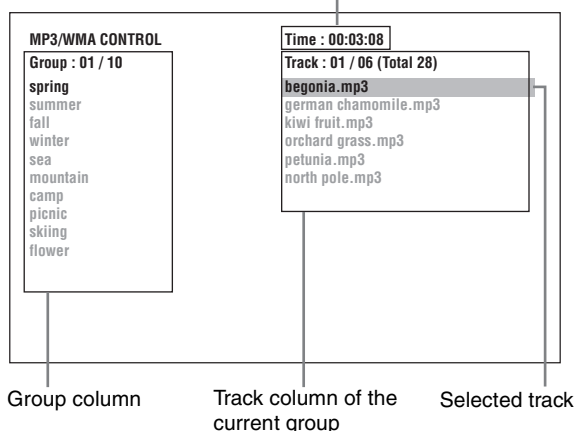 MP3/WMA CONTROL
Time : 00:03:08
Group : 01 / 10
spring
summer
fall
winter
sea
mountain
camp
picnic
skiing
flower
Track : 01 / 06 (Total 28)
begonia.mp3
german chamomile.mp3
kiwi fruit.mp3
orchard grass.mp3
petunia.mp3
north pole.mp3
Group column
Track column of the
current group
Selected track